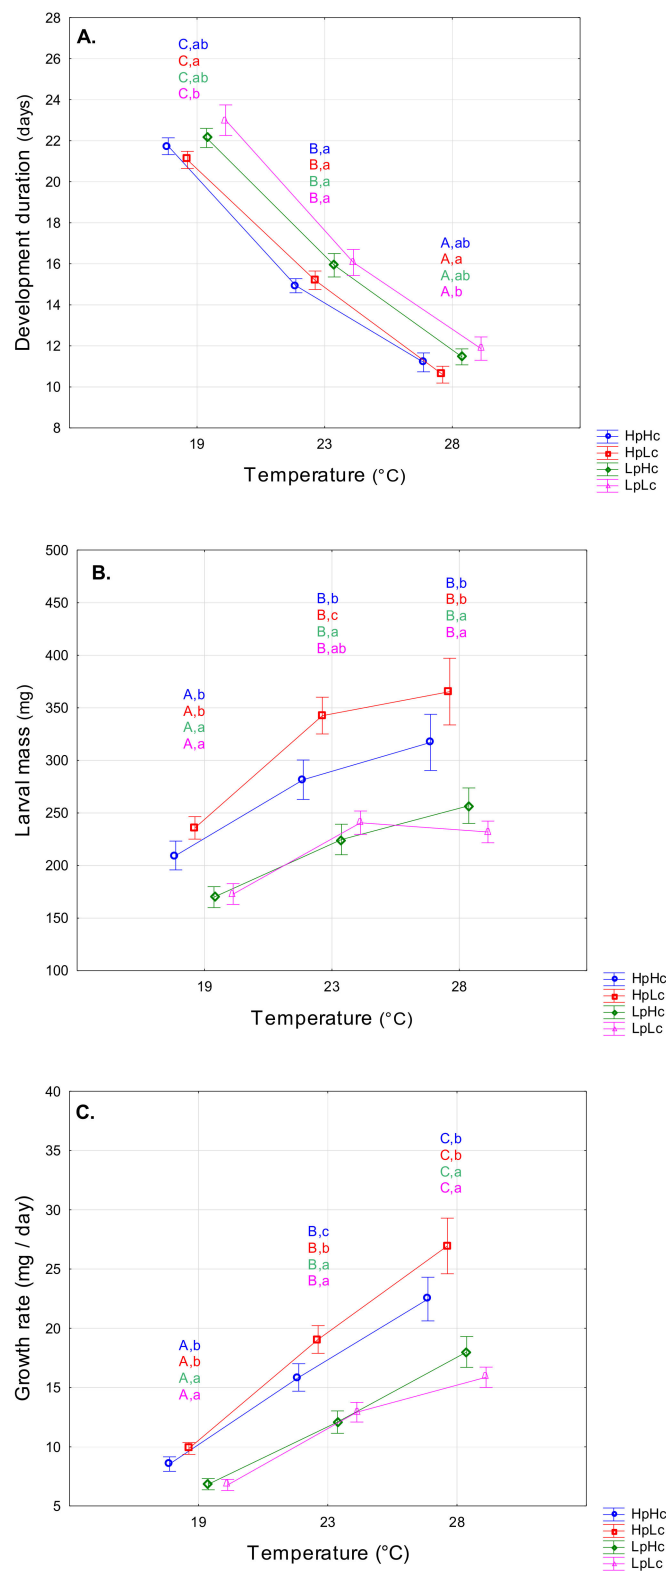 A.
28
26
24
22
20
18
16
14
12
10
8
Development duration (days)
C,ab
C,a
C,ab
C,b
B,a
B,a
B,a
B,a
A,ab
A,a
A,ab
A,b
19
23
28
Temperature (°C)
HpHc
HpLc
LpHc
LpLc
B.
500
450
400
350
300
250
200
150
100
Larval mass (mg)
A,b
A,b
A,a
A,a
B,b
B,c
B,a
B,ab
B,b
B,b
B,a
B,a
19
23
28
Temperature (°C)
HpHc
HpLc
LpHc
LpLc
C.
40
35
30
25
20
15
10
5
Growth rate (mg / day)
A,b
A,b
A,a
A,a
B,c
B,b
B,a
B,a
C,b
C,b
C,a
C,a
19
23
28
Temperature (°C)
HpHc
HpLc
LpHc
LpLc